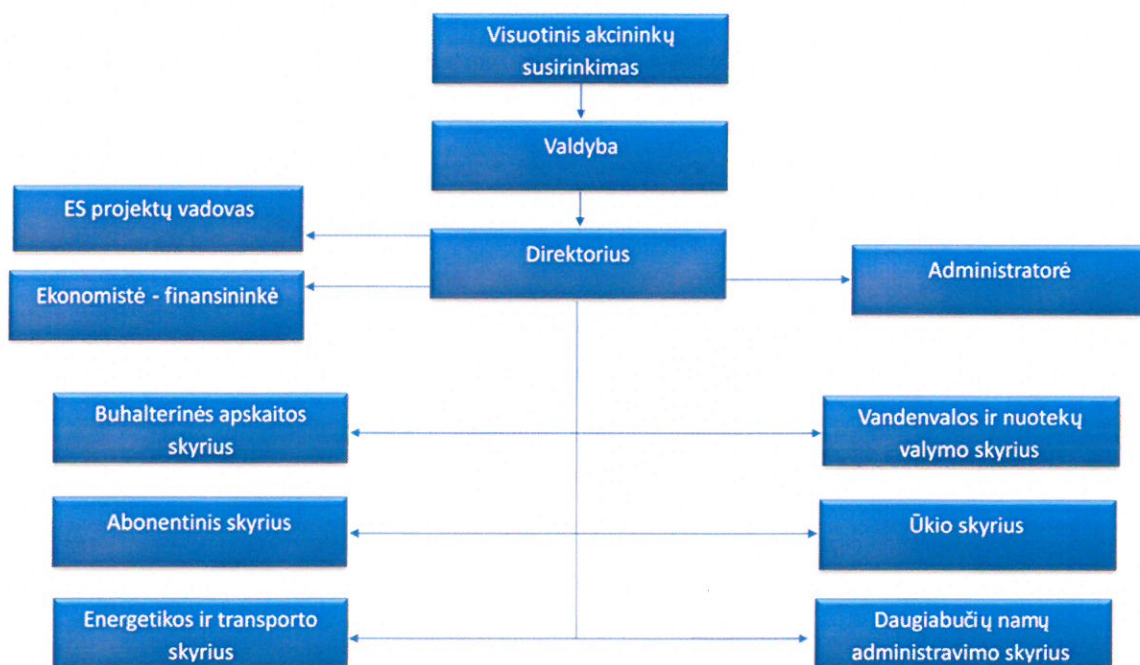 Visuotinis akcininkų
susirinkimas
Valdyba
ES projektų vadovas
Direktorius
Administratorė
Ekonomistė - finansininkė
Buhalterinės apskaitos
skyrius
Vandenvalos ir nuotekų
valymo skyrius
Abonentinis skyrius
Ūkio skyrius
Energetikos ir transporto
skyrius
Daugiabučių namų
administravimo skyrius